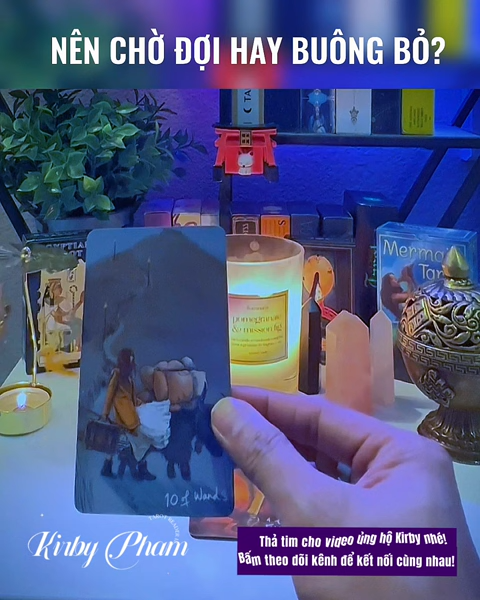 NÊN CHỜ ĐỢI HAY BUÔNG BỎ?
Mermaid
Tar
pomegranate
& mission fig
10 of Wands
Kirby Pham
Thả tim cho video ủng hộ Kirby nhé!
Bấm theo dõi kênh để kết nối cùng nhau!